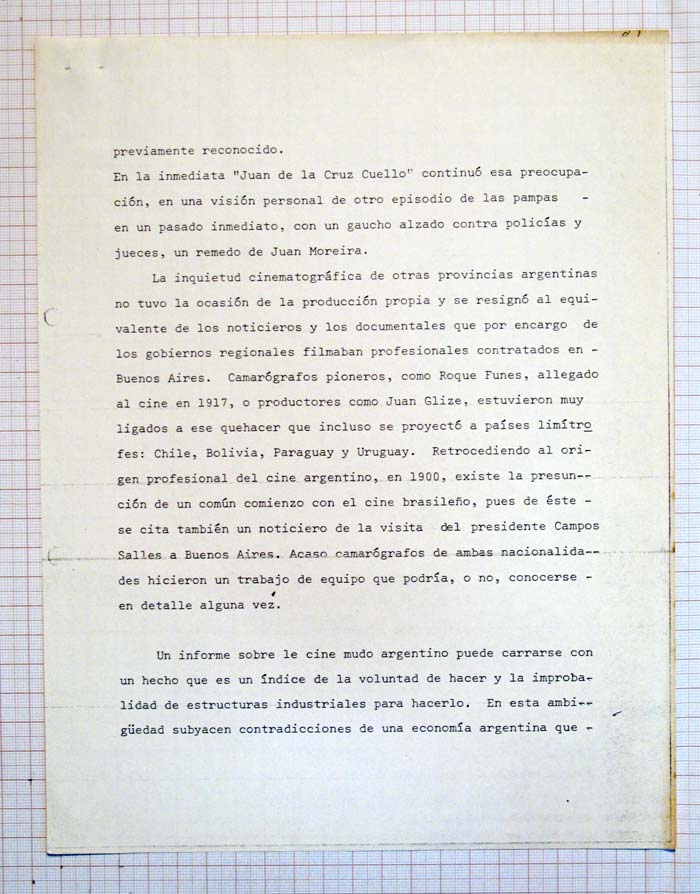 previamente reconocido.
En la inmediata "Juan de la Cruz Cuello" continuó esa preocupa-
ción, en una visión personal de otro episodio de las pampas -
en un pasado inmediato, con un gaucho alzado contra policías y
jueces, un remedo de Juan Moreira.
La inquietud cinematográfica de otras provincias argentinas
no tuvo la ocasión de la producción propia y se resignó al equi-
valente de los noticieros y los documentales que por encargo de
los gobiernos regionales filmaban profesionales contratados en -
Buenos Aires. Camarógrafos pioneros, como Roque Funes, allegado
al cine en 1917, o productores como Juan Glize, estuvieron muy
ligados a ese quehacer que incluso se proyectó a países limítro
fes: Chile, Bolivia, Paraguay y Uruguay. Retrocediendo al ori-
gen profesional del cine argentino, en 1900, existe la presun--
ción de un común comienzo con el cine brasileño, pues de éste -
se cita también un noticiero de la visita del presidente Campos
Salles a Buenos Aires. Acaso camarógrafos de ambas nacionalida--
des hicieron un trabajo de equipo que podría, o no, conocerse -
en detalle alguna vez.
Un informe sobre le cine mudo argentino puede carrarse con
un hecho que es un índice de la voluntad de hacer y la improba-
lidad de estructuras industriales para hacerlo. En esta ambi--
güedad subyacen contradicciones de una economía argentina que -